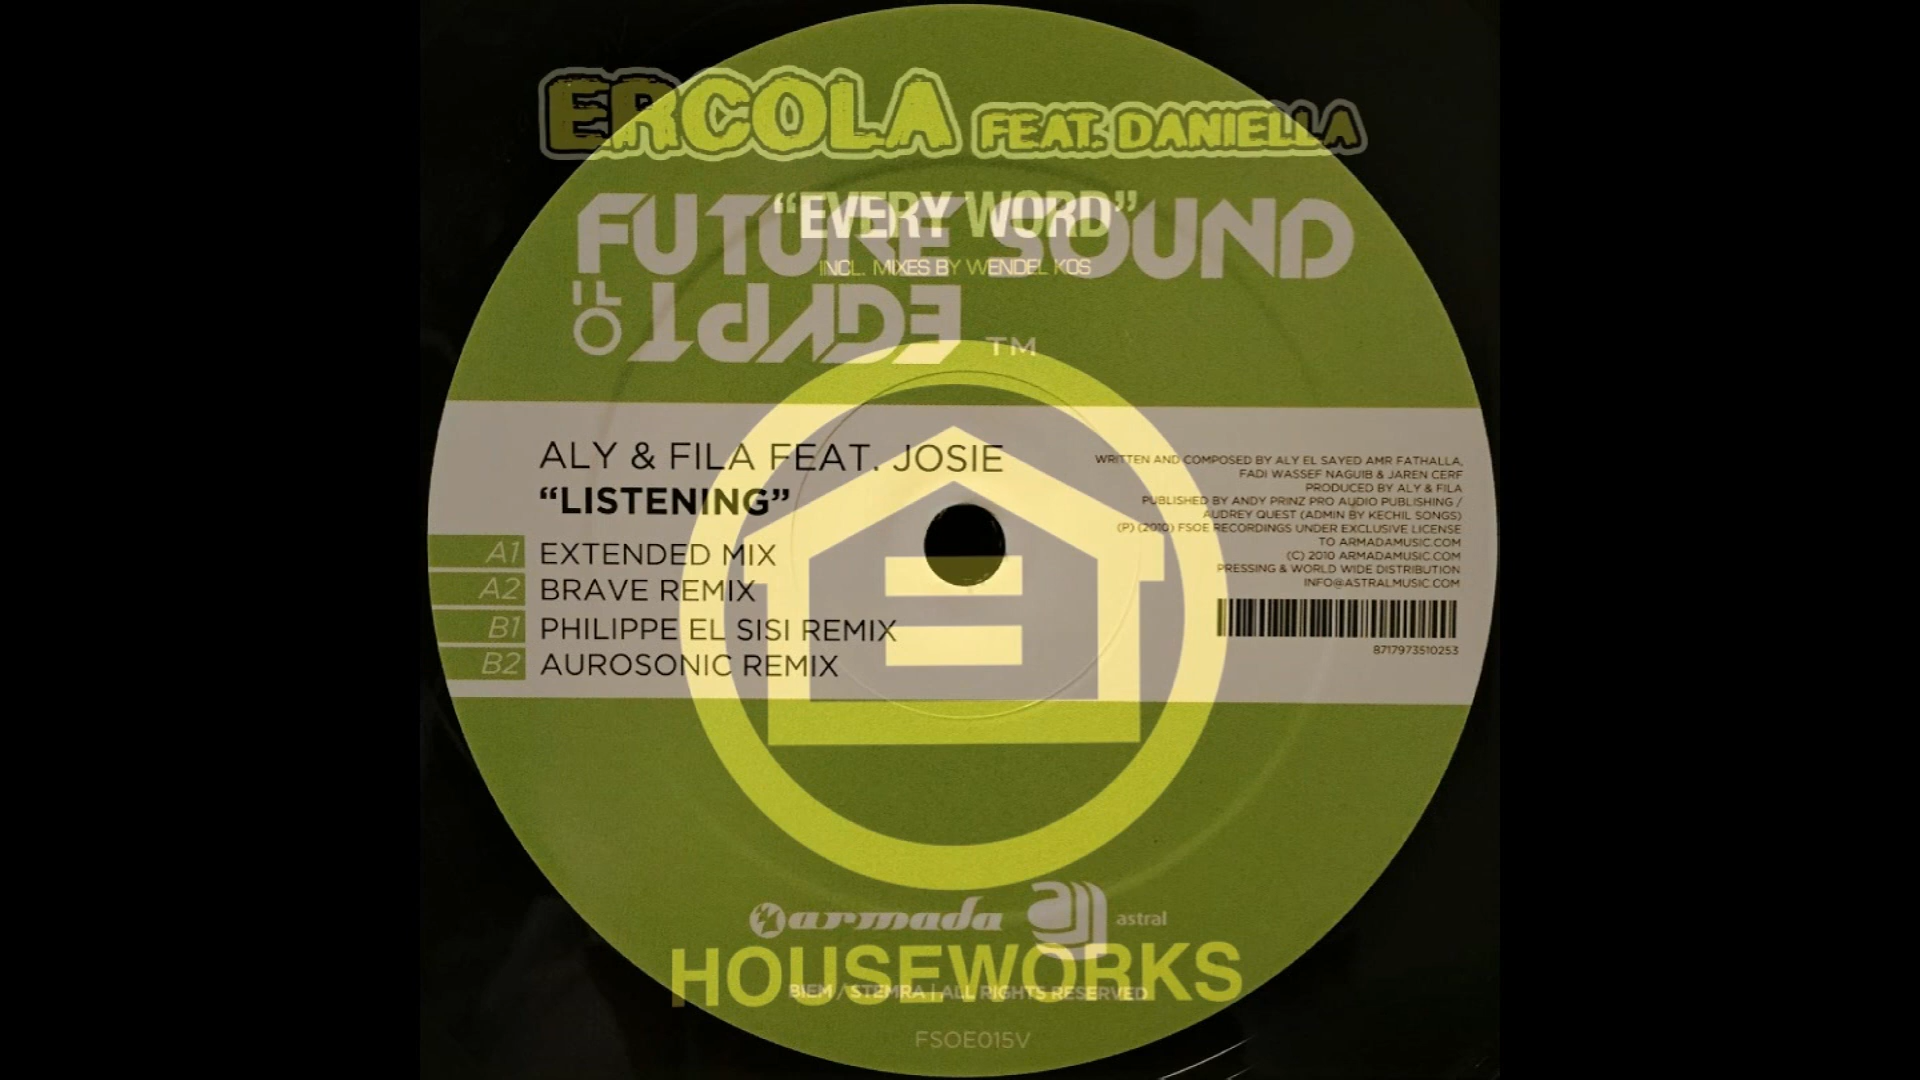 ERCOLA FEAT. DANIELLA
“EVERY WORD”
INCL. MIXES BY WENDEL KOS
FUTURE SOUND
OF EGYPT TM
ALY & FILA FEAT. JOSIE
“LISTENING”
A1 EXTENDED MIX
A2 BRAVE REMIX
B1 PHILIPPE EL SISI REMIX
B2 AUROSONIC REMIX
WRITTEN AND COMPOSED BY ALY EL SAYED AMR FATHALLA,
FADI WASSEF NAGUIB & JAREN CERF
PRODUCED BY ALY & FILA
PUBLISHED BY ANDY PRINZ PRO AUDIO PUBLISHING /
AUDREY QUEST (ADMIN BY KECHIL SONGS)
(P) (2010) FSOE RECORDINGS UNDER EXCLUSIVE LICENSE
TO ARMADAMUSIC.COM
(C) 2010 ARMADAMUSIC.COM
PRESSING & WORLD WIDE DISTRIBUTION
INFO@ASTRALMUSIC.COM
8717973510253
armada
astral
HOUSEWORKS
BIEM / STEMRA | ALL RIGHTS RESERVED
FSOE015V